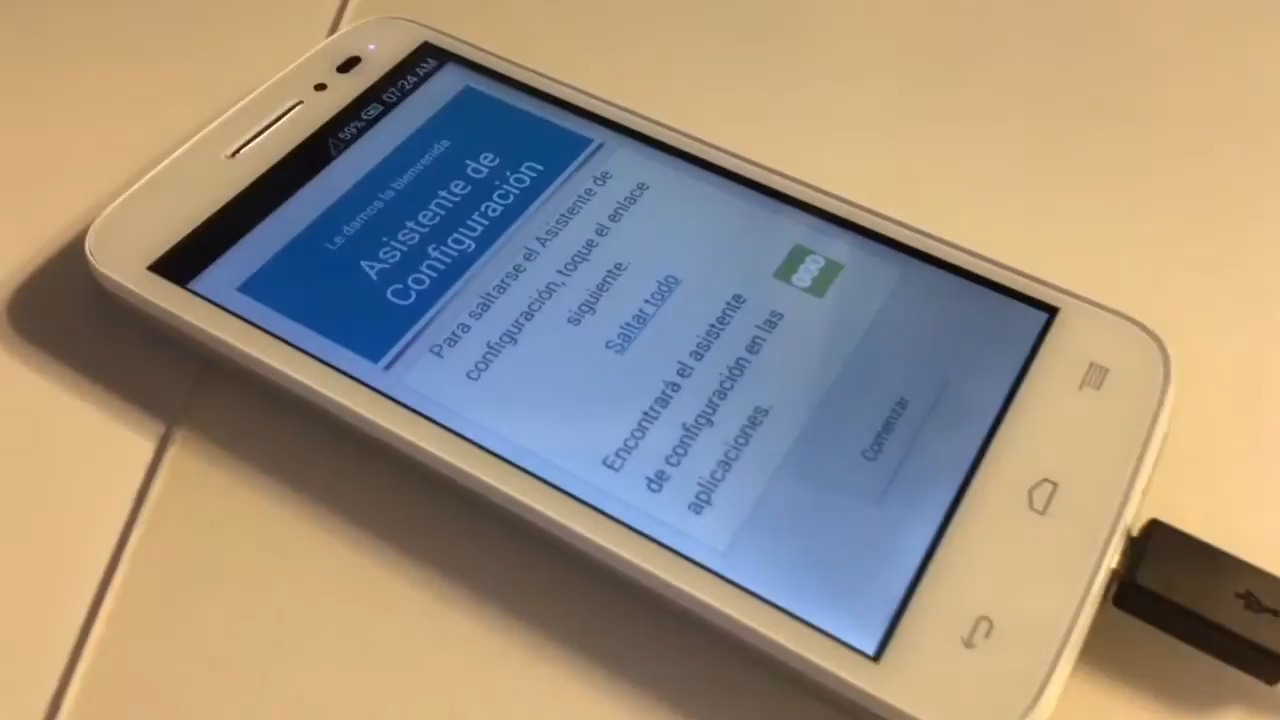 59% 07:24 AM
Le damos la bienvenida
Asistente de
Configuración
Para saltarse el Asistente de
configuración, toque el enlace
siguiente.
Saltar todo
Encontrará el asistente
de configuración en las
aplicaciones.
Comenzar